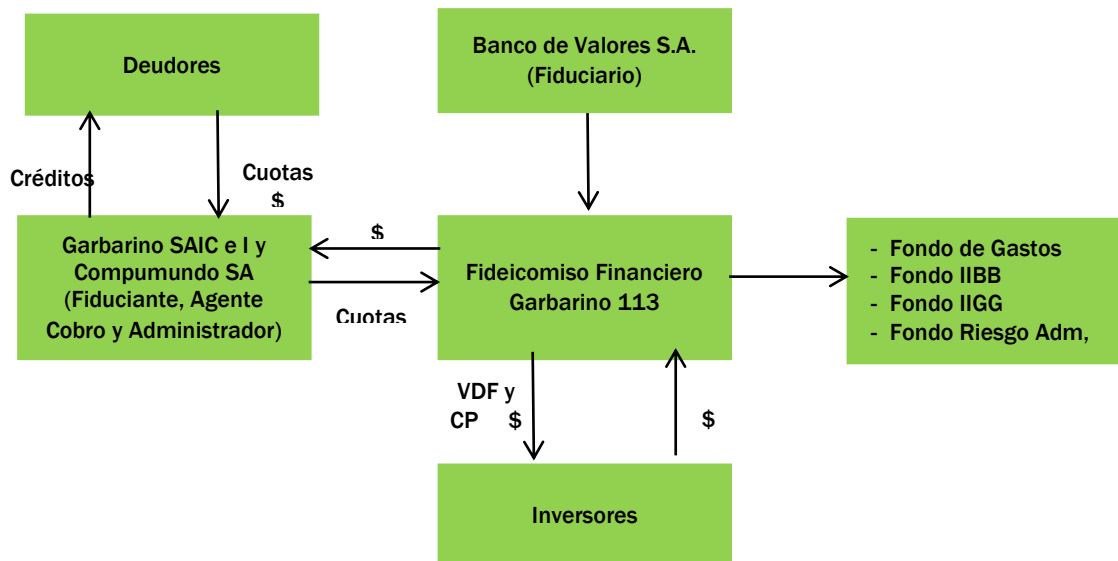 Deudores
Banco de Valores S.A.
(Fiduciario)
Créditos
Cuotas
$
Garbarino SAIC e I y
Compumundo SA
(Fiduciante, Agente
Cobro y Administrador)
$
Cuotas
Fideicomiso Financiero
Garbarino 113
- Fondo de Gastos
- Fondo IIBB
- Fondo IIGG
- Fondo Riesgo Adm,
VDF y
CP $
$
Inversores